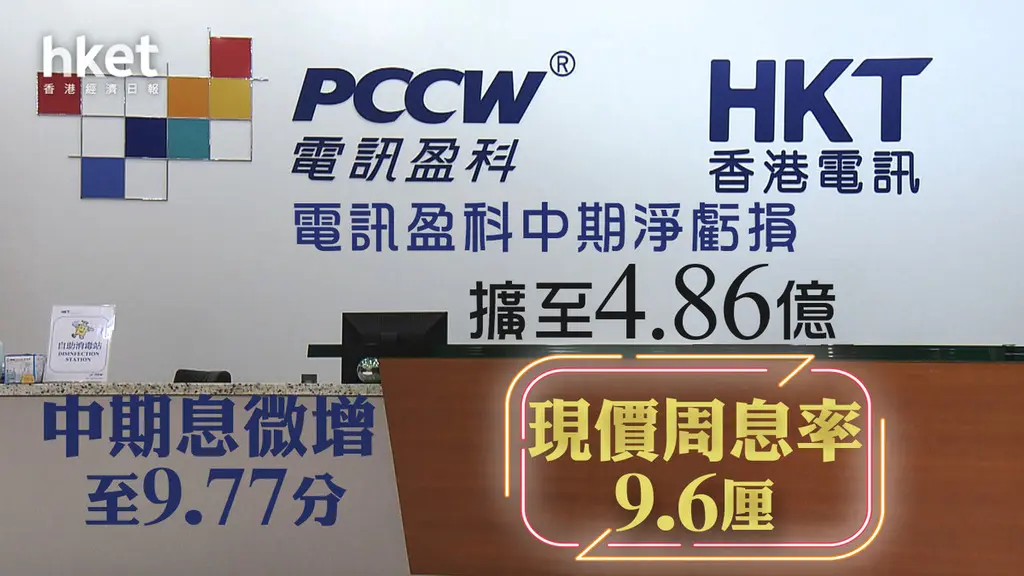 hket
香港經濟日報
PCCW®
電訊盈科
HKT
香港電訊
電訊盈科中期淨虧損
擴至4.86億
自助消毒站
DISINFECTION
STATION
中期息微增
至9.77分
現價周息率
9.6厘